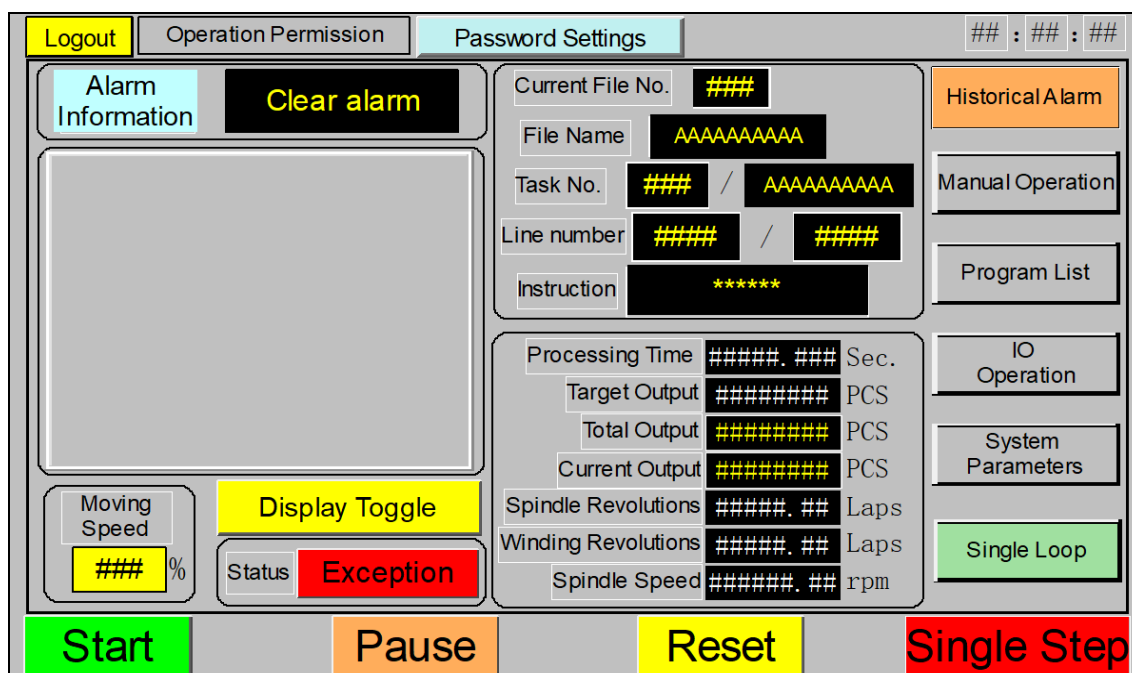 Logout
Operation Permission
Password Settings
## : ## : ##
Alarm
Information
Clear alarm
Current File No.
###
File Name
AAAAAAAAAA
Task No.
### / AAAAAAAAAA
Line number
#### / ####
Instruction
******
Historical Alarm
Manual Operation
Program List
IO
Operation
System
Parameters
Single Loop
Processing Time #####.### Sec.
Target Output ######## PCS
Total Output ######## PCS
Current Output ######## PCS
Spindle Revolutions #####.## Laps
Winding Revolutions #####.## Laps
Spindle Speed ######.## rpm
Moving
Speed
### %
Display Toggle
Status
Exception
Start
Pause
Reset
Single Step